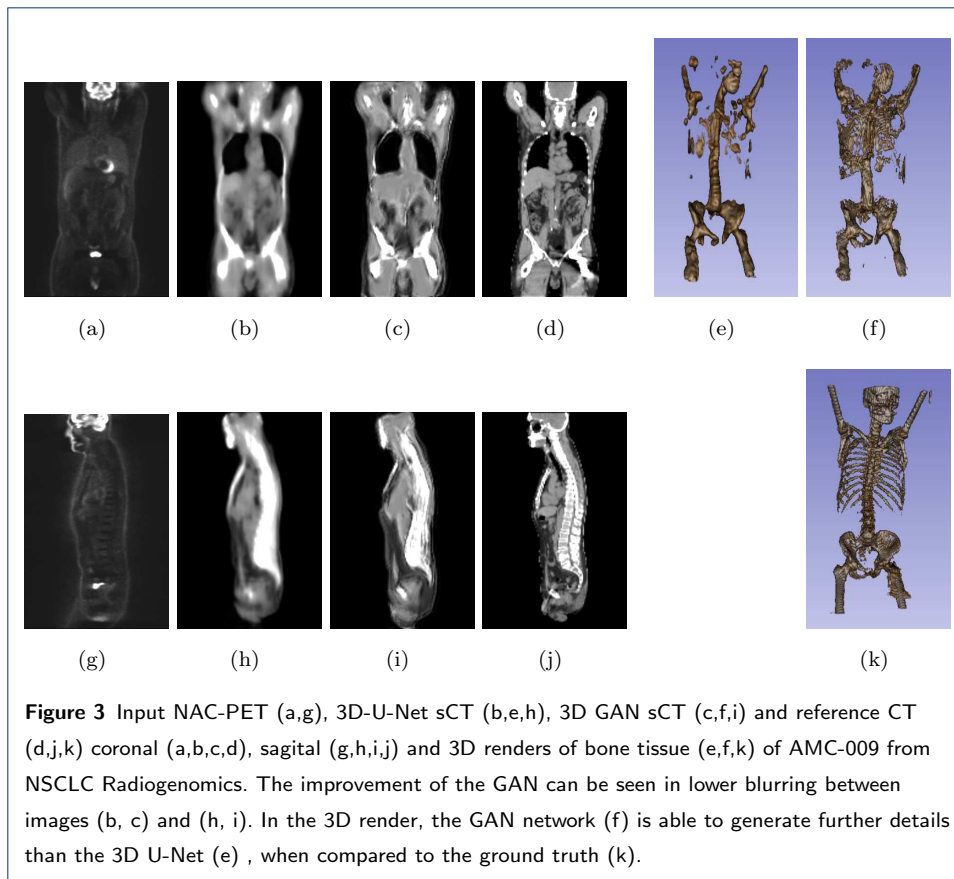 (a)
(b)
(c)
(d)
(e)
(f)
(g)
(h)
(i)
(j)
(k)
Figure 3 Input NAC-PET (a,g), 3D-U-Net sCT (b,e,h), 3D GAN sCT (c,f,i) and reference CT
(d,j,k) coronal (a,b,c,d), sagital (g,h,i,j) and 3D renders of bone tissue (e,f,k) of AMC-009 from
NSCLC Radiogenomics. The improvement of the GAN can be seen in lower blurring between
images (b, c) and (h, i). In the 3D render, the GAN network (f) is able to generate further details
than the 3D U-Net (e) , when compared to the ground truth (k).